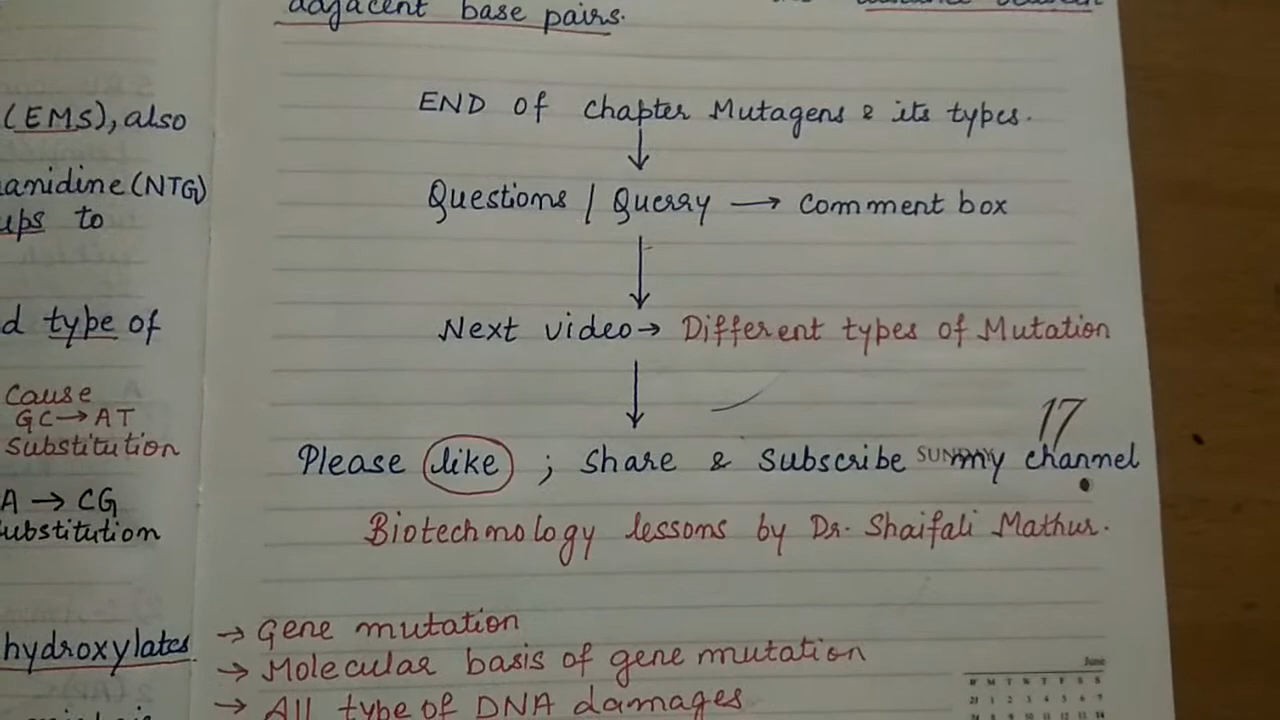 adjacent base pairs.
(EMS), also
anidine (NTG)
ups to
d type of
cause
GC → AT
substitution
A → CG
ubstitution
hydroxylates
END of chapter Mutagens & its types.
↓
Questions / Querry → comment box
↓
Next video → Different types of Mutation
↓
17
Please like ; share & subscribe my channel
SUNDAY
Biotechnology lessons by Dr. Shaifali Mathur.
→ Gene mutation
→ Molecular basis of gene mutation
→ All type of DNA damages
June
W M T W T F S S